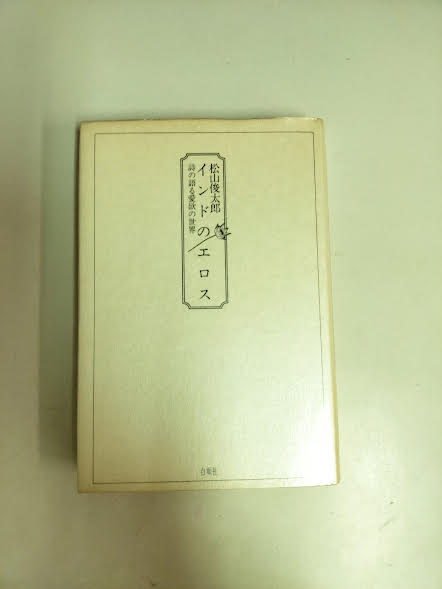 松山俊太郎
インドのエロス
詩の語る愛欲の世界
白順社